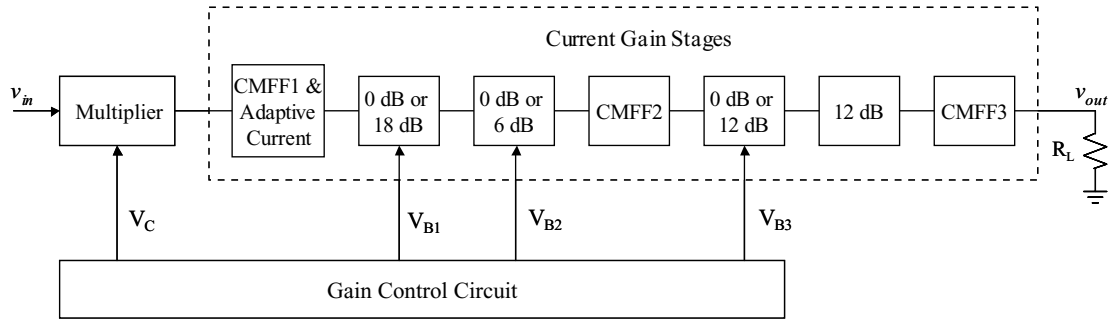 Current Gain Stages
v_in
Multiplier
CMFF1 &
Adaptive
Current
0 dB or
18 dB
0 dB or
6 dB
CMFF2
0 dB or
12 dB
12 dB
CMFF3
v_out
R_L
V_C
V_B1
V_B2
V_B3
Gain Control Circuit